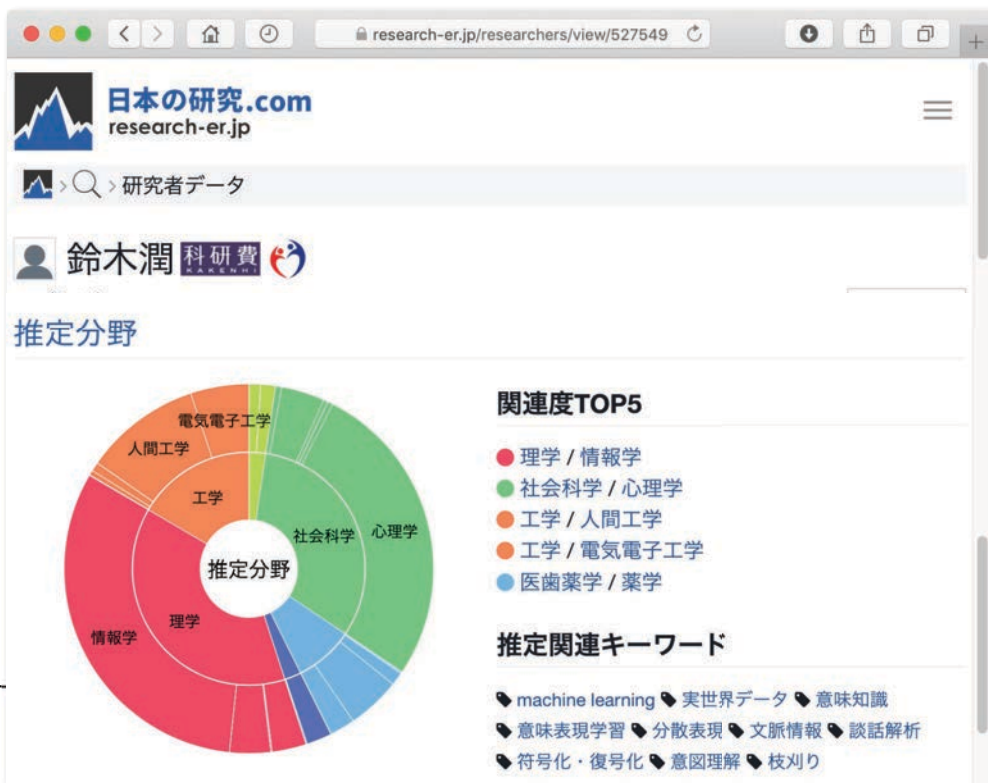 research-er.jp/researchers/view/527549
日本の研究.com
research-er.jp
研究者データ
鈴木潤 科研費 KAKENHI
推定分野
電気電子工学
人間工学
工学
社会科学
心理学
推定分野
理学
情報学
関連度TOP5
理学 / 情報学
社会科学 / 心理学
工学 / 人間工学
工学 / 電気電子工学
医歯薬学 / 薬学
推定関連キーワード
machine learning 実世界データ 意味知識
意味表現学習 分散表現 文脈情報 談話解析
符号化・復号化 意図理解 枝刈り